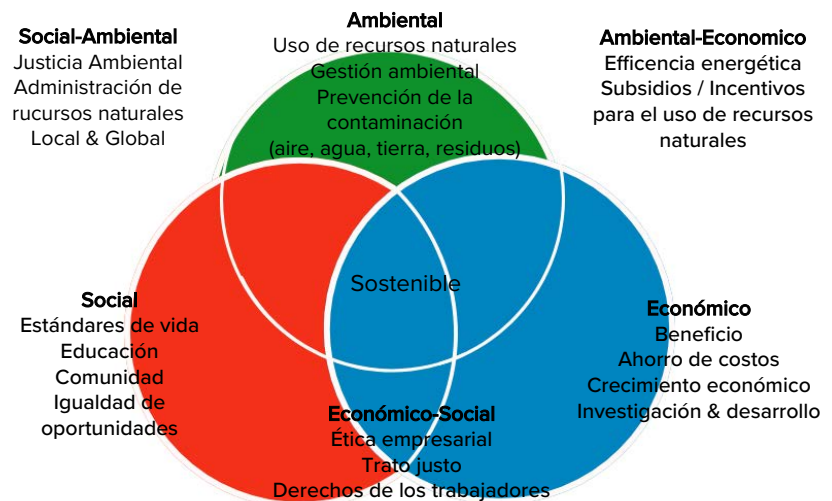 Social-Ambiental
Justicia Ambiental
Administración de
rucursos naturales
Local & Global
Ambiental
Uso de recursos naturales
Gestión ambiental
Prevención de la
contaminación
(aire, agua, tierra, residuos)
Ambiental-Economico
Efficencia energética
Subsidios / Incentivos
para el uso de recursos
naturales
Sostenible
Social
Estándares de vida
Educación
Comunidad
Igualdad de
oportunidades
Económico-Social
Ética empresarial
Trato justo
Derechos de los trabajadores
Económico
Beneficio
Ahorro de costos
Crecimiento económico
Investigación & desarrollo